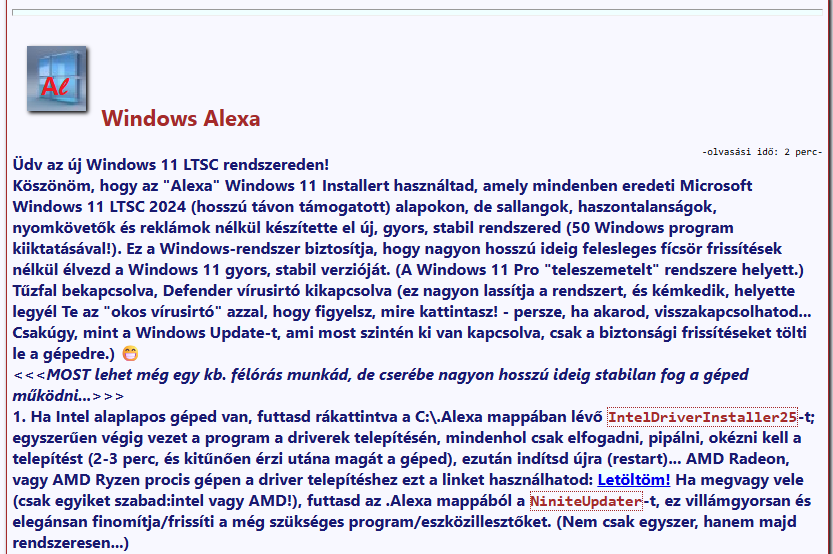 Al
Windows Alexa
-olvasási idő: 2 perc-
Üdv az új Windows 11 LTSC rendszereden!
Köszönöm, hogy az "Alexa" Windows 11 Installert használtad, amely mindenben eredeti Microsoft
Windows 11 LTSC 2024 (hosszú távon támogatott) alapokon, de sallangok, haszontalanságok,
nyomkövetők és reklámok nélkül készítette el új, gyors, stabil rendszered (50 Windows program
kiiktatásával!). Ez a Windows-rendszer biztosítja, hogy nagyon hosszú ideig felesleges fícsőr frissítések
nélkül élvezd a Windows 11 gyors, stabil verzióját. (A Windows 11 Pro "teleszemetelt" rendszere helyett.)
Tűzfal bekapcsolva, Defender vírusirtó kikapcsolva (ez nagyon lassítja a rendszert, és kémkedik, helyette
legyél Te az "okos vírusirtó" azzal, hogy figyelsz, mire kattintasz! - persze, ha akarod, visszakapcsolhatod...
Csakúgy, mint a Windows Update-t, ami most szintén ki van kapcsolva, csak a biztonsági frissítéseket tölti
le a gépedre.) 😁
<<<MOST lehet még egy kb. félórás munkád, de cserébe nagyon hosszú ideig stabilan fog a géped
működni...>>>
1. Ha Intel alaplapos géped van, futtasd rákattintva a C:\.Alexa mappában lévő IntelDriverInstaller25-t;
egyszerűen végig vezet a program a driverek telepítésén, mindenhol csak elfogadni, pipálni, okézni kell a
telepítést (2-3 perc, és kitűnően érzi utána magát a géped), ezután indítsd újra (restart)... AMD Radeon,
vagy AMD Ryzen procis gépen a driver telepítéshez ezt a linket használhatod: Letöltöm! Ha megvagy vele
(csak egyiket szabad:intel vagy AMD!), futtasd az .Alexa mappából a NiniteUpdater-t, ez villámgyorsan és
elegánsan finomítja/frissíti a még szükséges program/eszközillesztőket. (Nem csak egyszer, hanem majd
rendszeresen...)